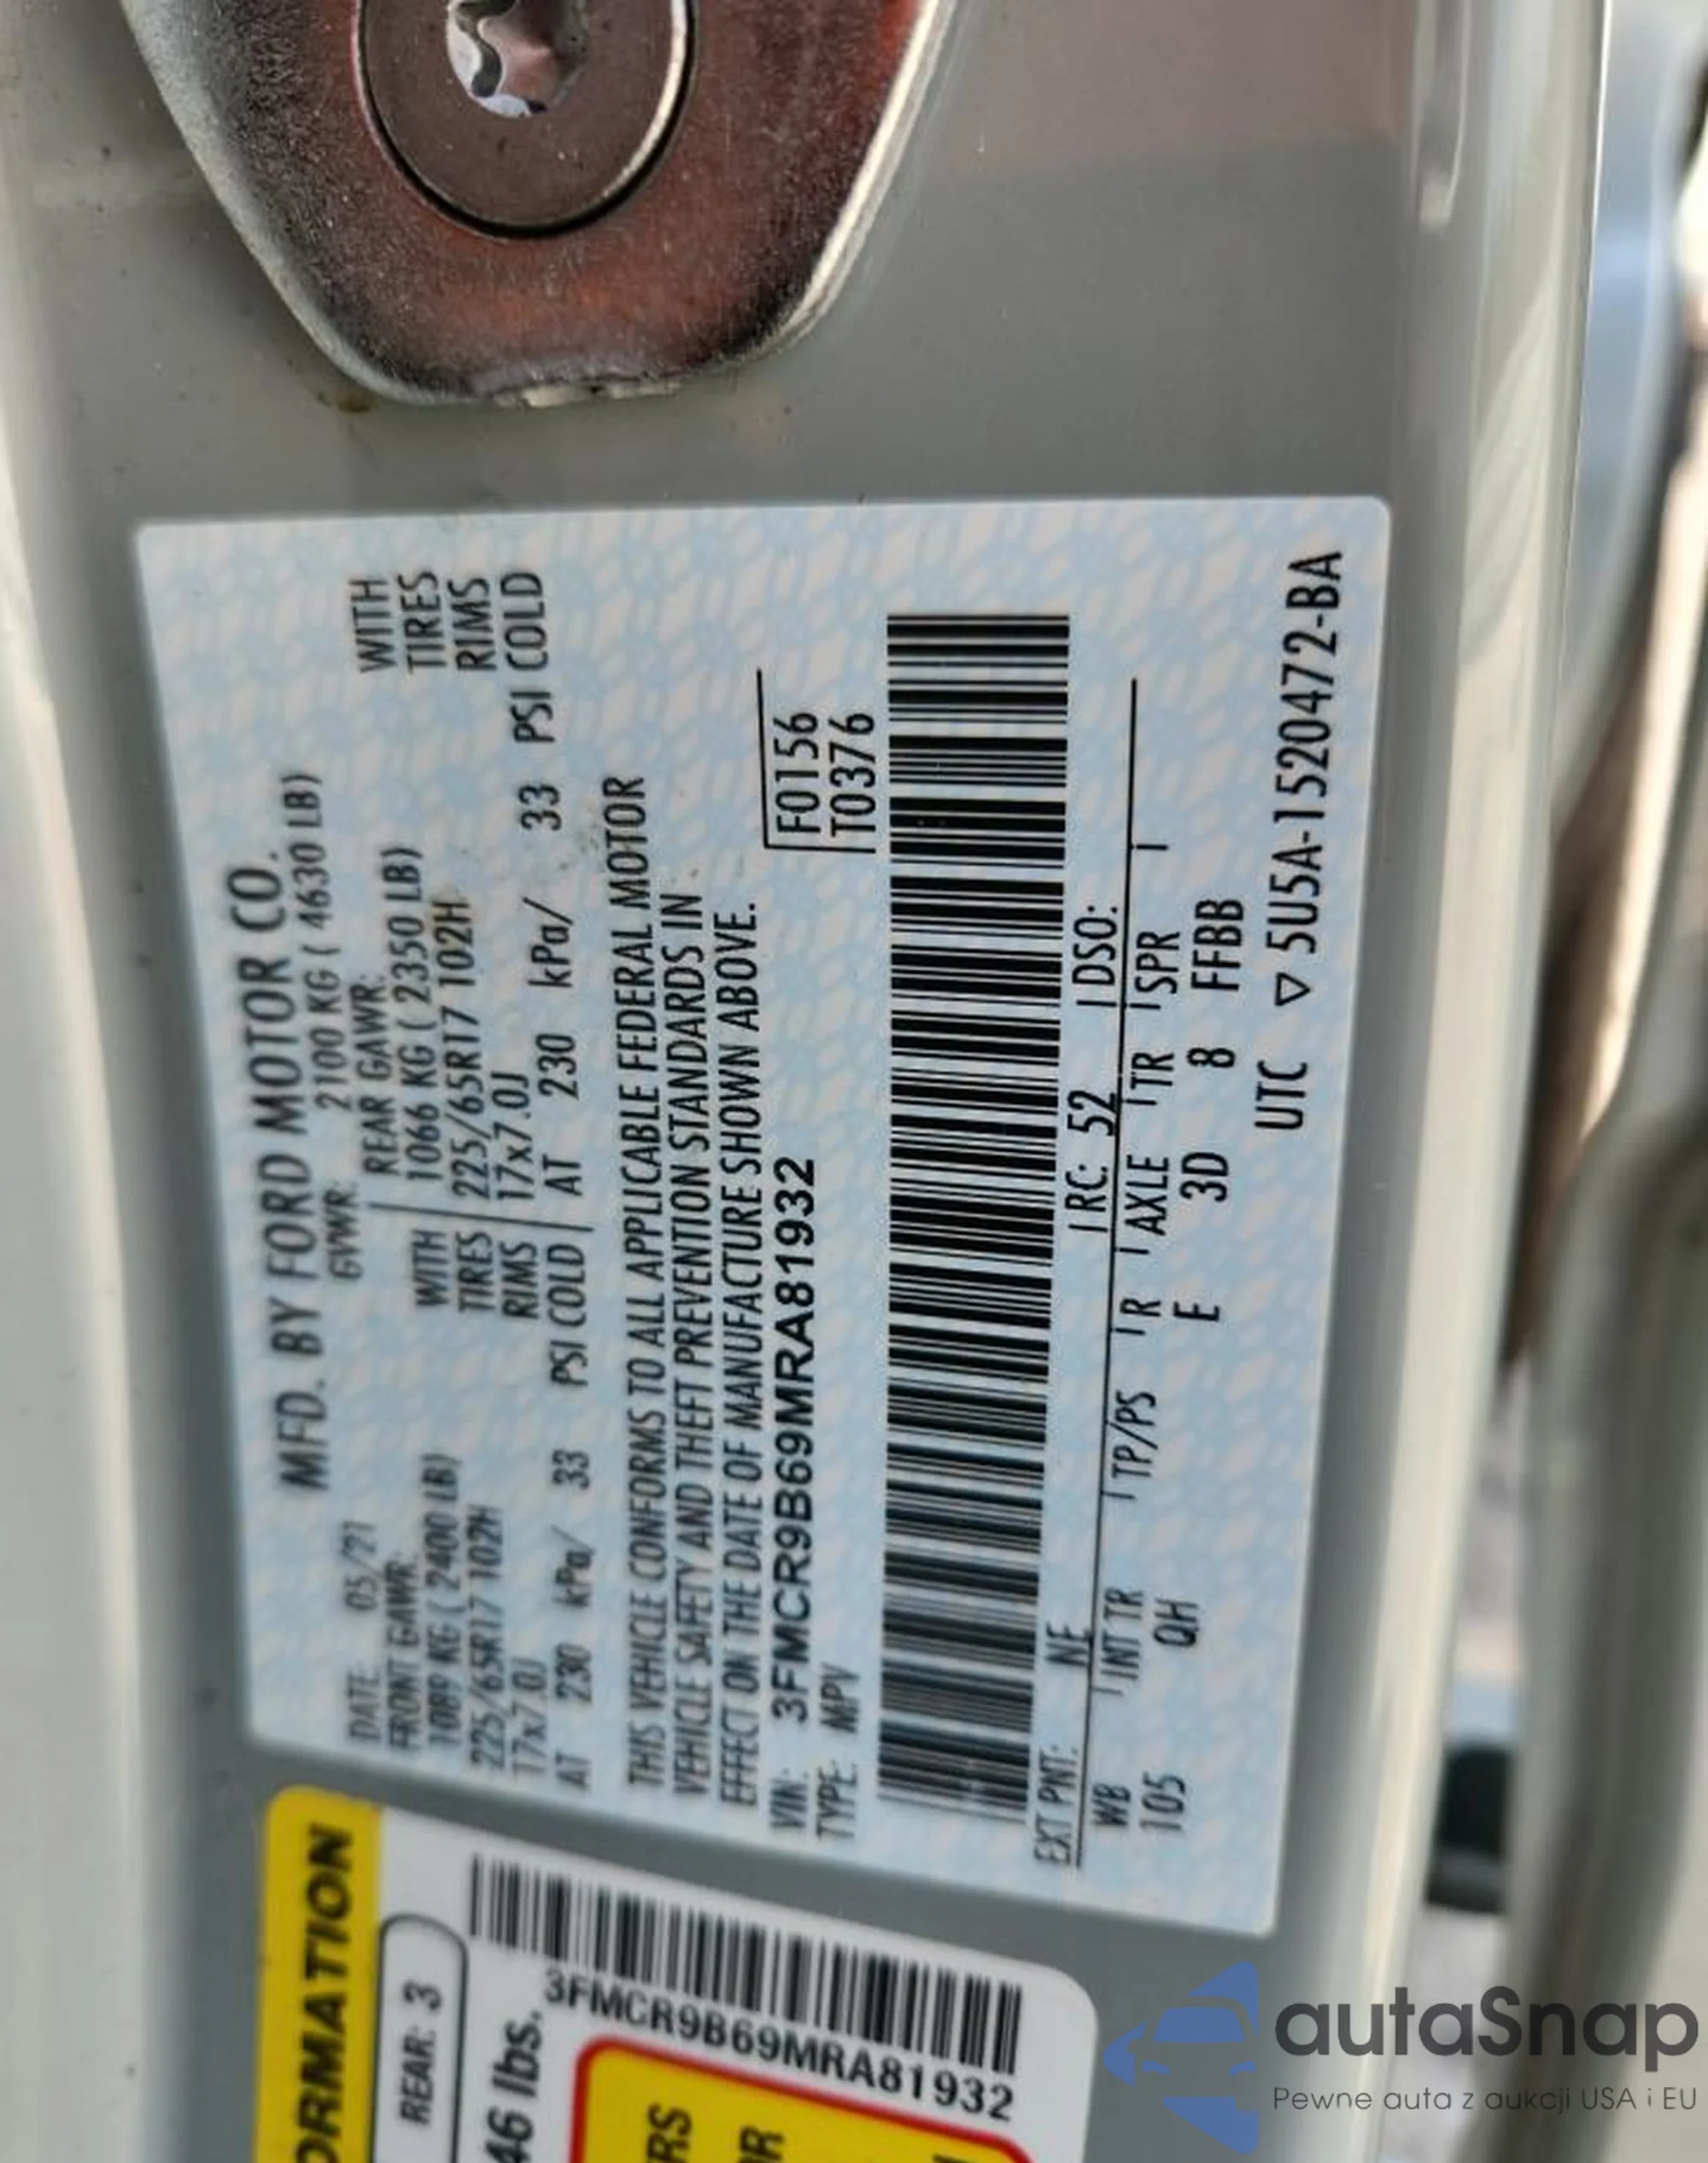 MFD. BY FORD MOTOR CO.
DATE: 05/21 GVWR: 2100 KG ( 4630 LB)
FRONT GAWR: REAR GAWR:
1089 KG ( 2400 LB) WITH 1066 KG ( 2350 LB) WITH
225/65R17 102H TIRES 225/65R17 102H TIRES
17x7.0J RIMS 17x7.0J RIMS
AT 230 kPa/ 33 PSI COLD AT 230 kPa/ 33 PSI COLD
THIS VEHICLE CONFORMS TO ALL APPLICABLE FEDERAL MOTOR
VEHICLE SAFETY AND THEFT PREVENTION STANDARDS IN
EFFECT ON THE DATE OF MANUFACTURE SHOWN ABOVE.
VIN: 3FMCR9B69MRA81932 F0156
TYPE: MPV T0376
EXT PNT: NE RC: 52 DSO:
WB INT TR TP/PS R AXLE TR SPR
105 QH E 3D 8 FFBB
UTC ▽ 5U5A-1520472-BA
ORMATION
REAR: 3
46 lbs.
3FMCR9B69MRA81932
ERS
OR
autaSnap
Pewne auta z aukcji USA i EU